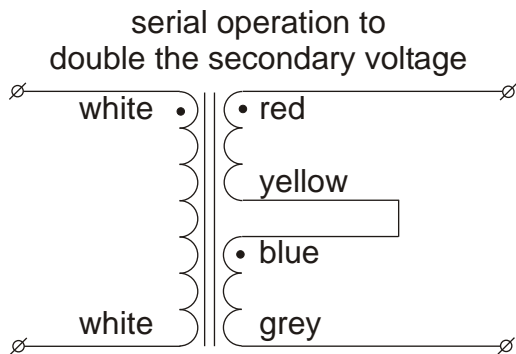 serial operation to
double the secondary voltage
white red
yellow
blue
white grey